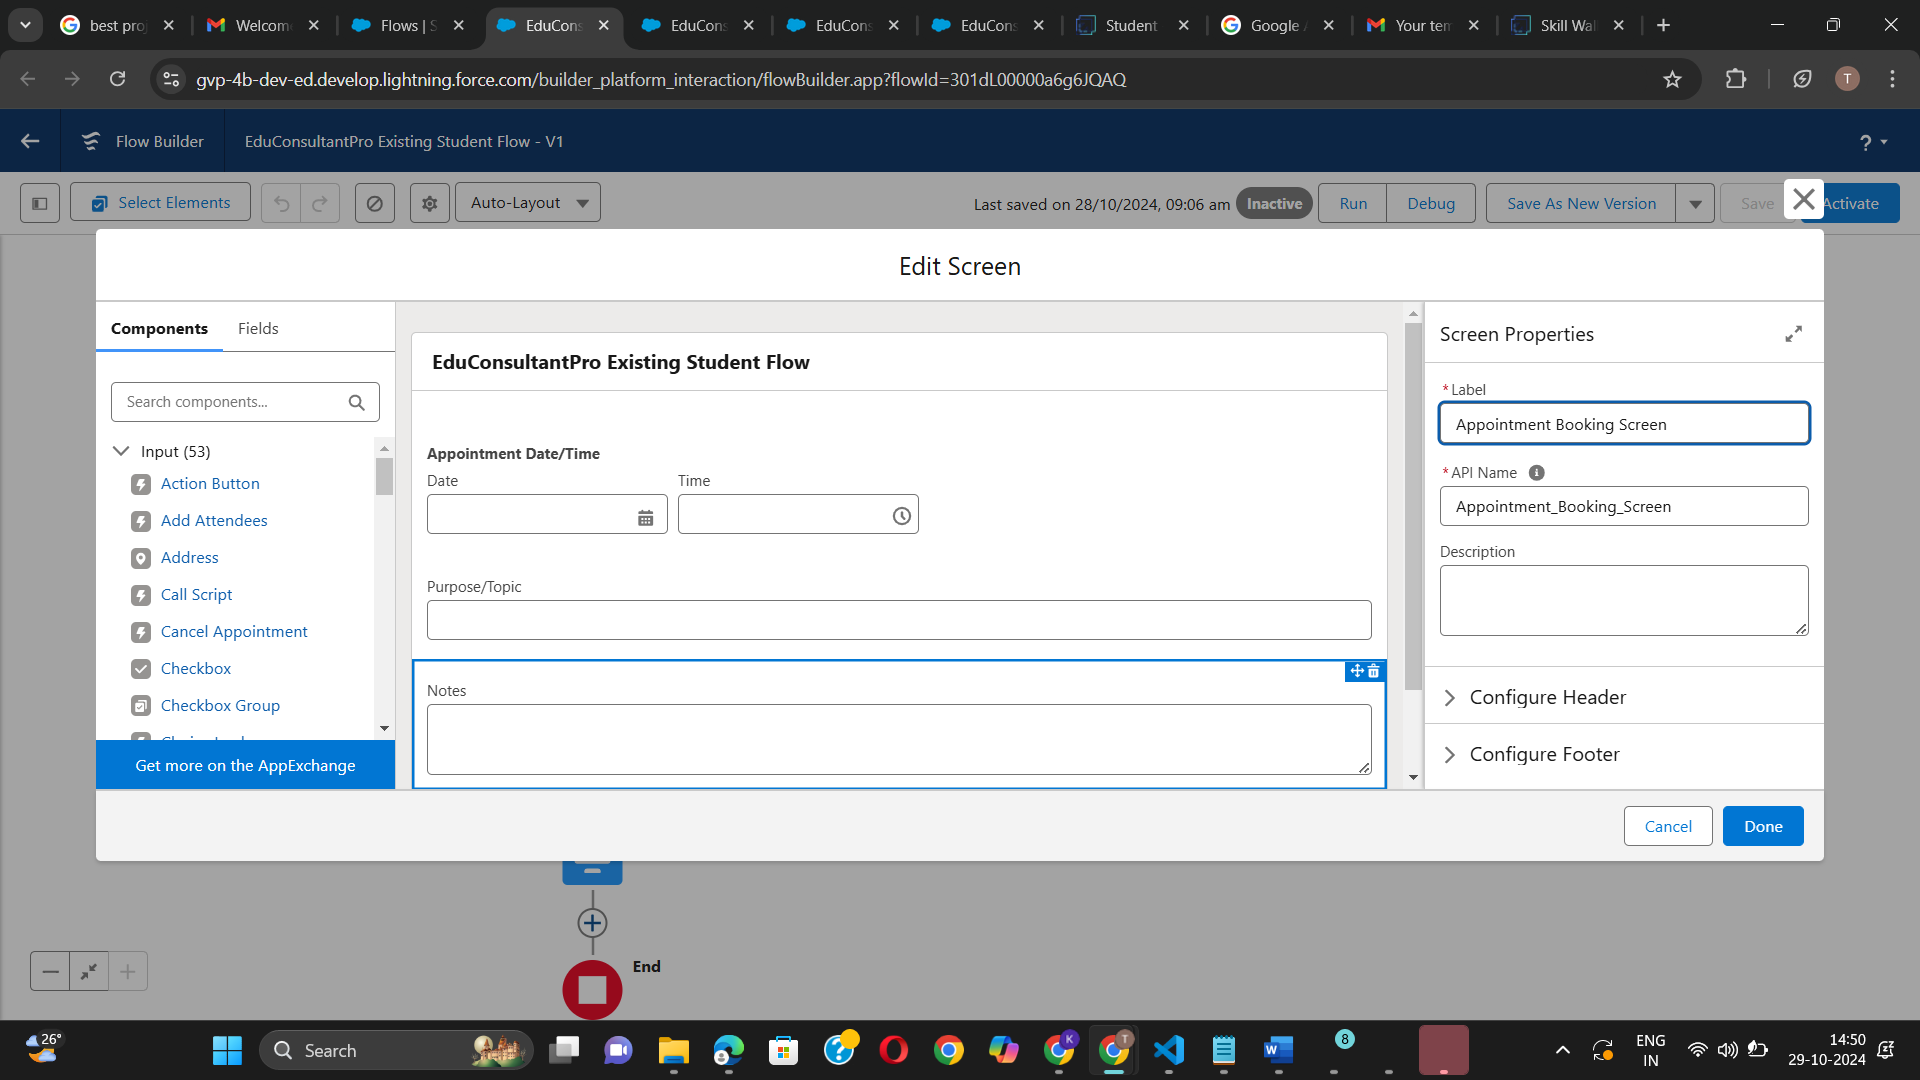 best pro
Welcome
Flows | S
EduCons
EduCons
EduCons
EduCons
Student
Google A
Your tem
Skill Wal
gvp-4b-dev-ed.develop.lightning.force.com/builder_platform_interaction/flowBuilder.app?flowId=301dL00000a6g6JQAQ
T
Flow Builder
EduConsultantPro Existing Student Flow - V1
?
Select Elements
Auto-Layout
Last saved on 28/10/2024, 09:06 am
Inactive
Run
Debug
Save As New Version
Save
Activate
Edit Screen
Components
Fields
Search components...
Input (53)
Action Button
Add Attendees
Address
Call Script
Cancel Appointment
Checkbox
Checkbox Group
Get more on the AppExchange
EduConsultantPro Existing Student Flow
Appointment Date/Time
Date
Time
Purpose/Topic
Notes
Screen Properties
* Label
Appointment Booking Screen
* API Name
Appointment_Booking_Screen
Description
Configure Header
Configure Footer
Cancel
Done
End
26°
Search
K
T
8
ENG
IN
14:50
29-10-2024